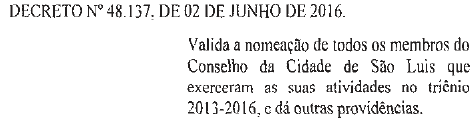 DECRETO Nº 48.137, DE 02 DE JUNHO DE 2016.
Valida a nomeação de todos os membros do
Conselho da Cidade de São Luis que
exerceram as suas atividades no triênio
2013-2016, e dá outras providências.